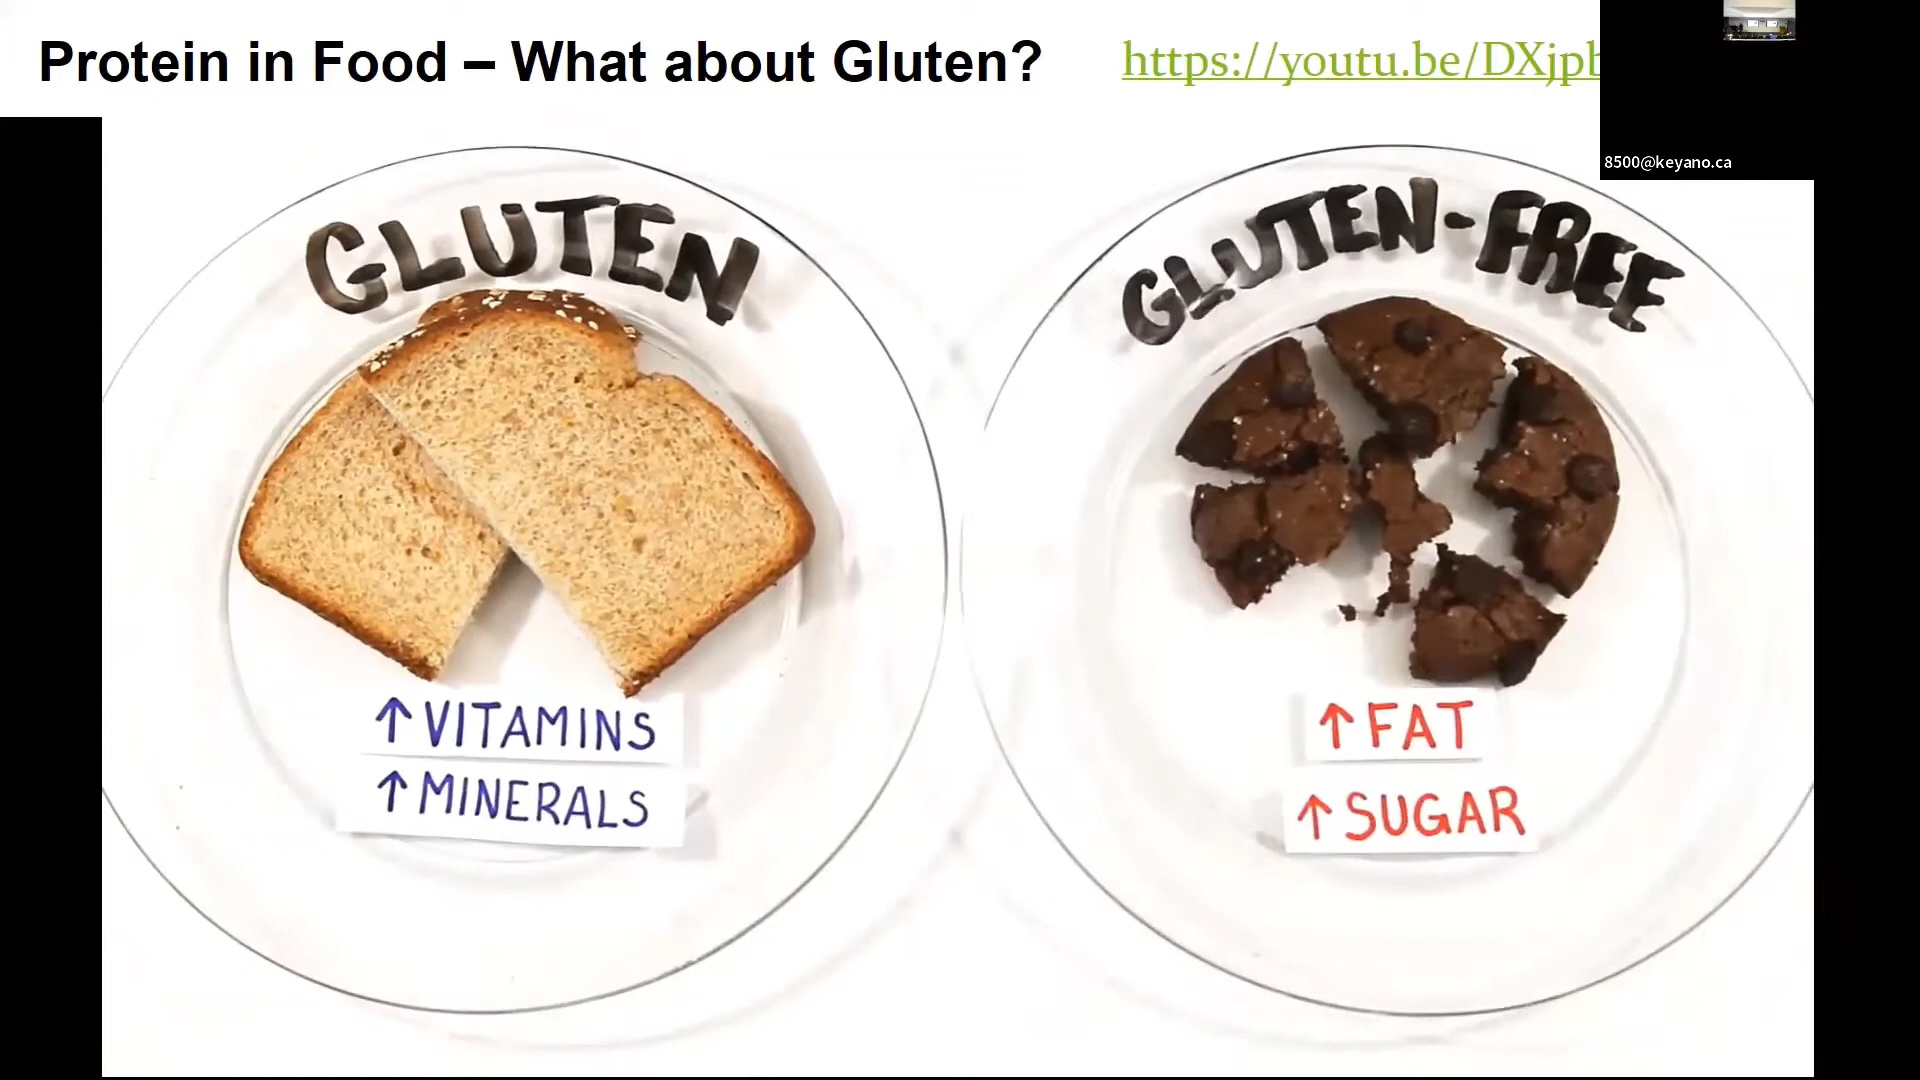 Protein in Food – What about Gluten?
https://youtu.be/DXjpb
8500@keyano.ca
GLUTEN
GLUTEN-FREE
↑VITAMINS
↑MINERALS
↑FAT
↑SUGAR